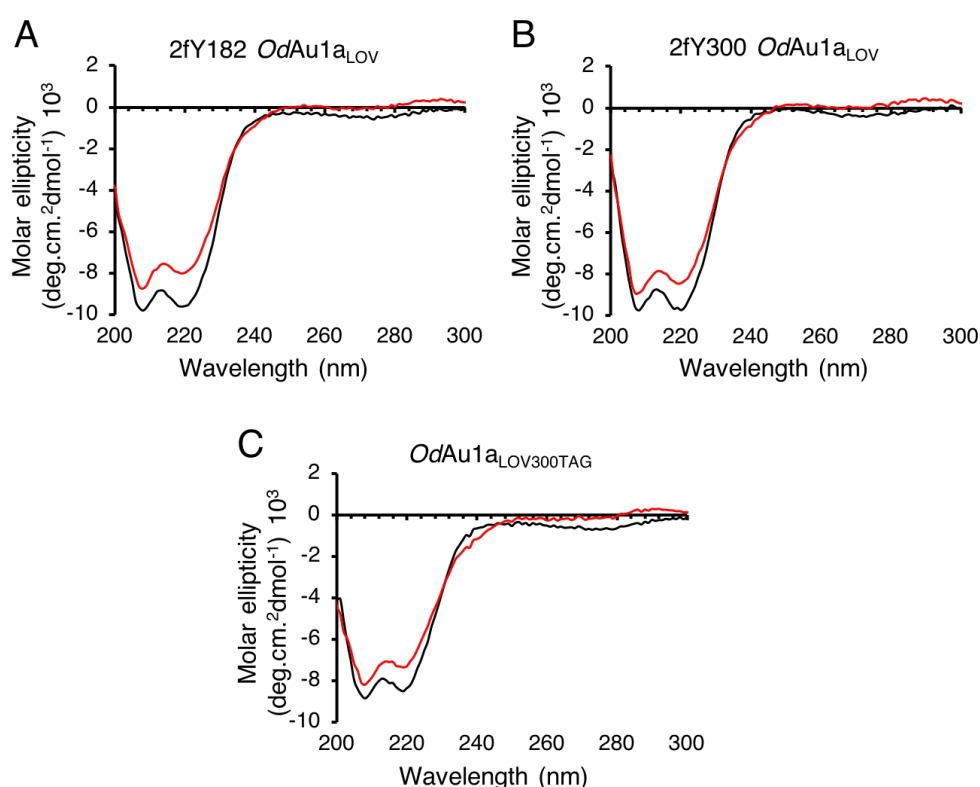 A
2fY182 OdAu1aLOV
2
0
-2
-4
-6
-8
-10
Molar ellipticity
(deg.cm.²dmol⁻¹) 10³
200 220 240 260 280 300
Wavelength (nm)
B
2fY300 OdAu1aLOV
2
0
-2
-4
-6
-8
-10
Molar ellipticity
(deg.cm.²dmol⁻¹) 10³
200 220 240 260 280 300
Wavelength (nm)
C
OdAu1aLOV300TAG
2
0
-2
-4
-6
-8
-10
Molar ellipticity
(deg.cm.²dmol⁻¹) 10³
200 220 240 260 280 300
Wavelength (nm)